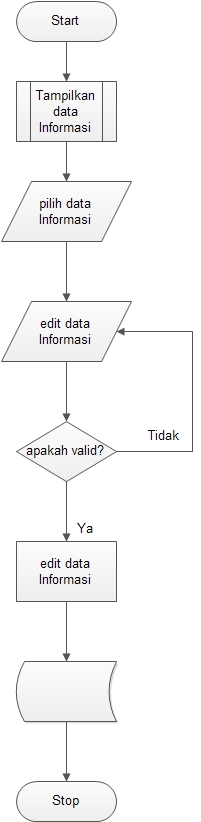 Start
Tampilkan
data
Informasi
pilih data
Informasi
edit data
Informasi
apakah valid?
Tidak
Ya
edit data
Informasi
Stop